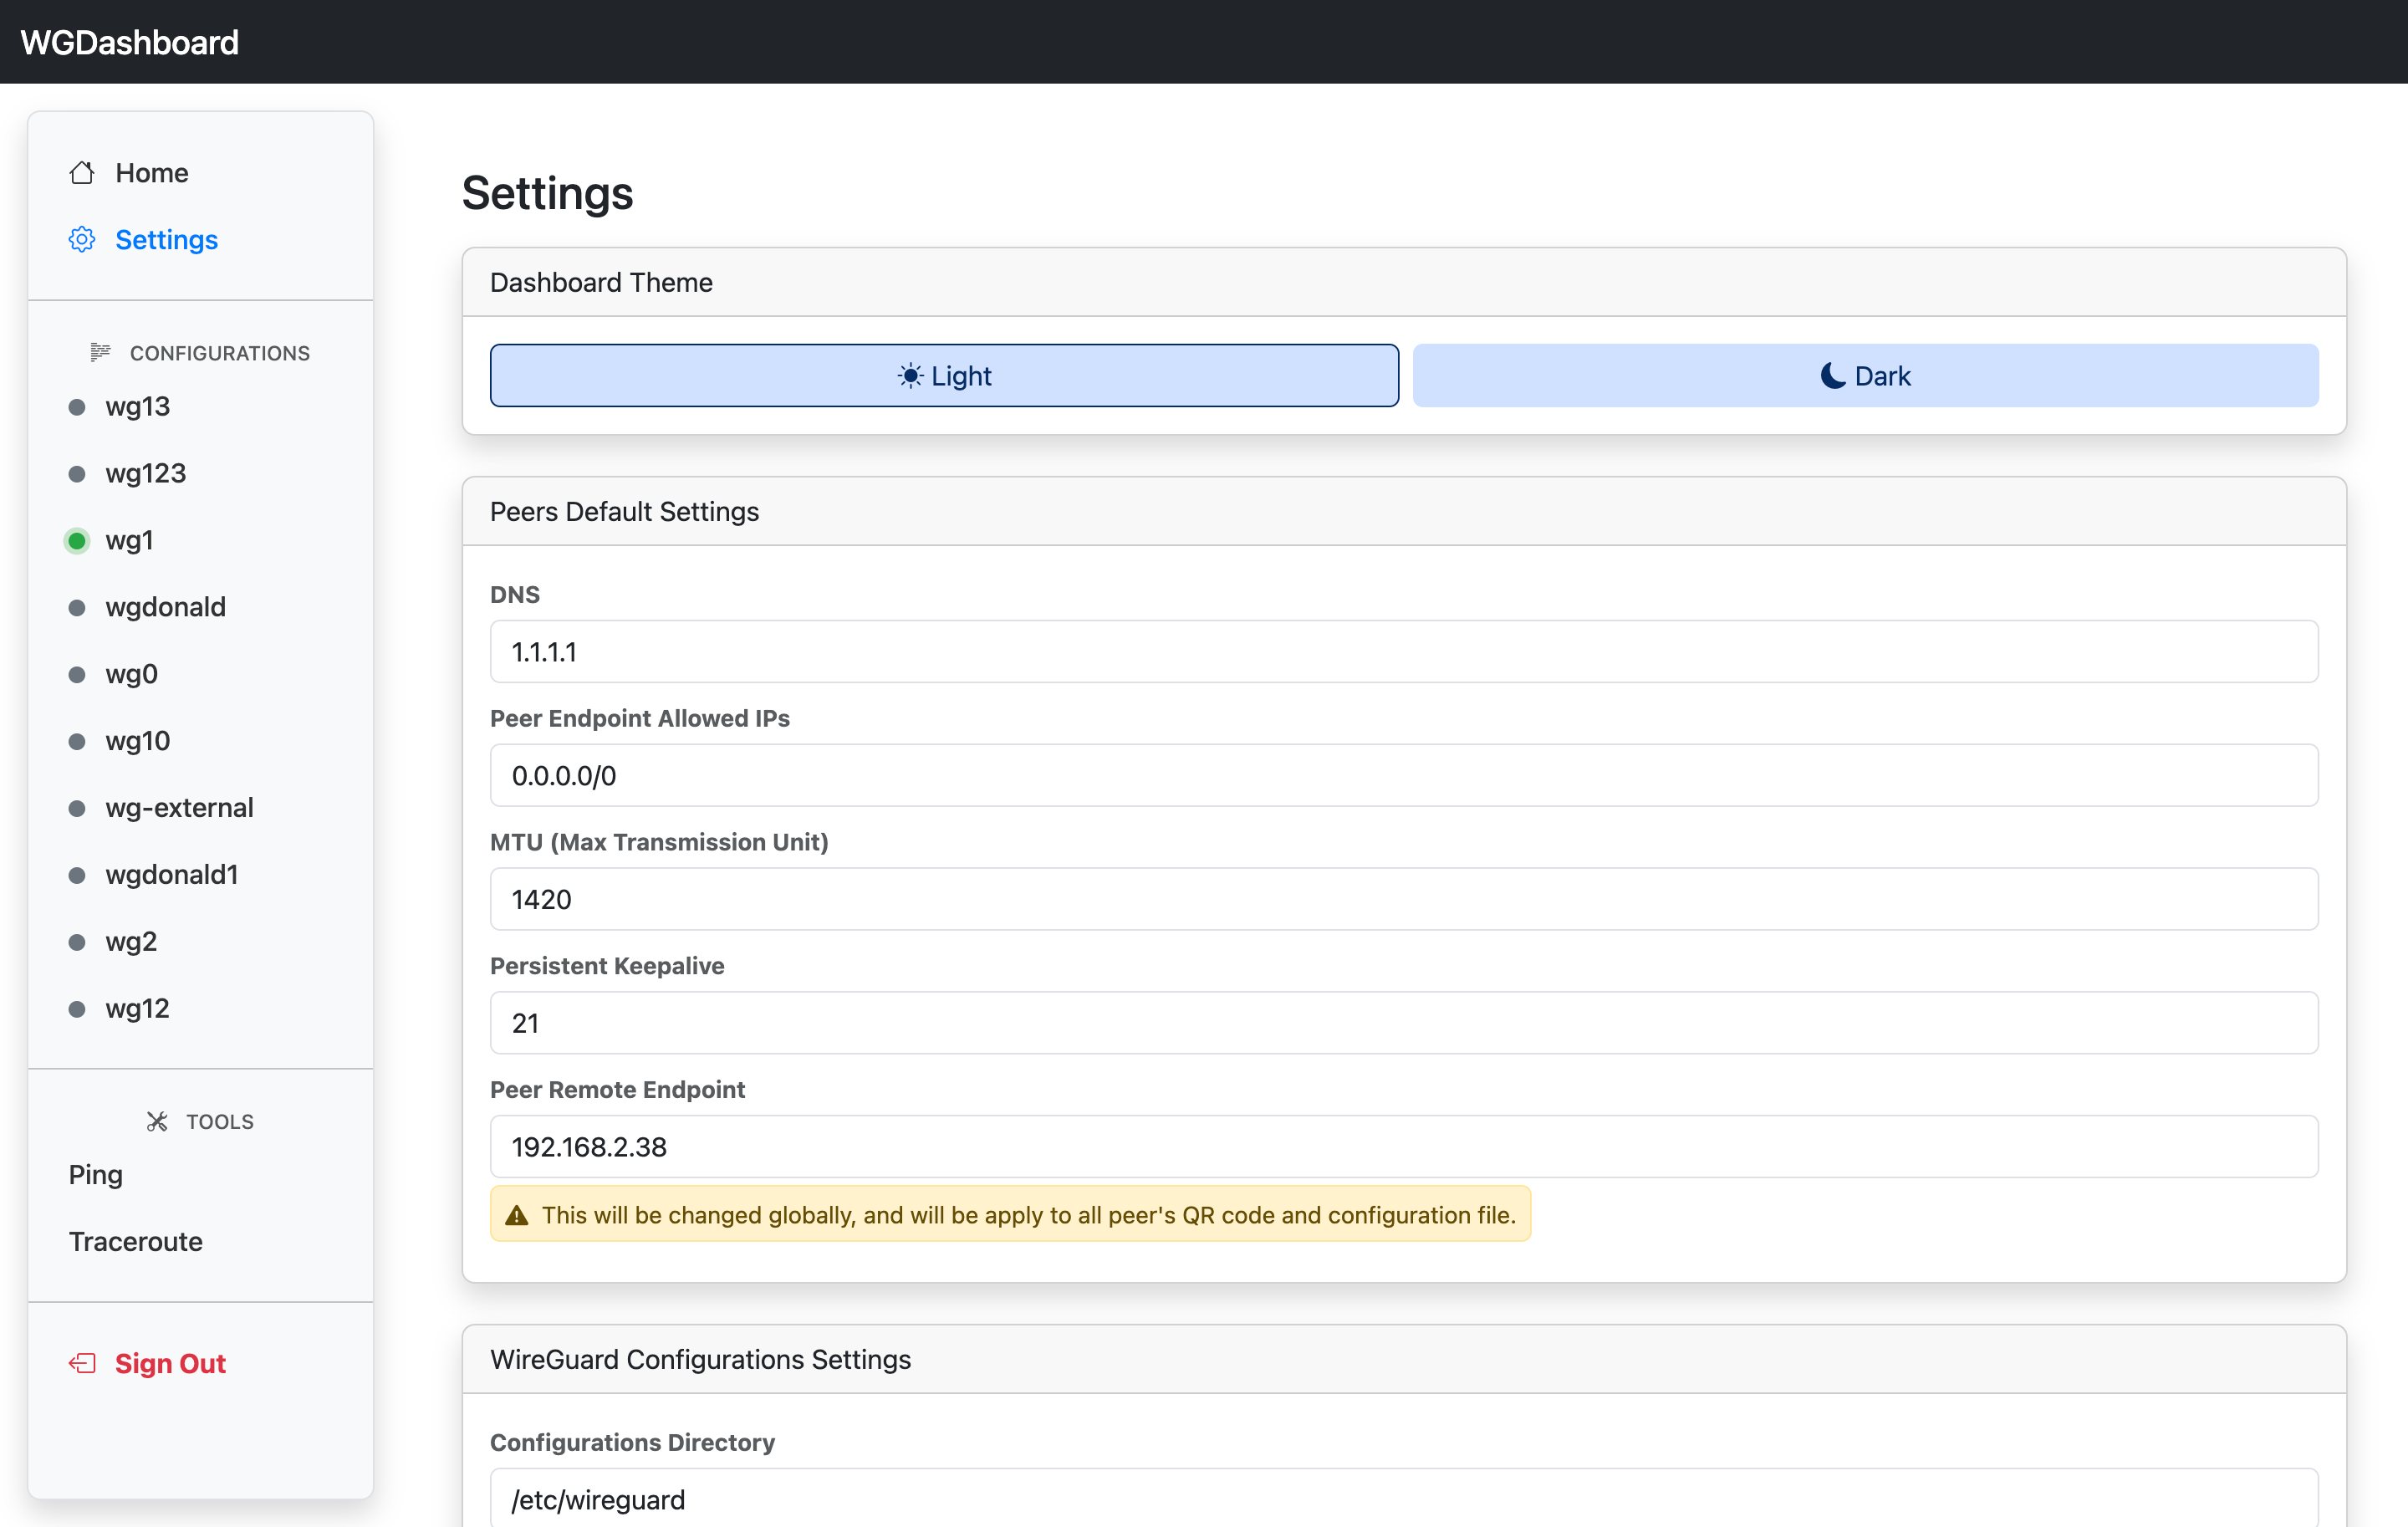 WGDashboard
Home
Settings
CONFIGURATIONS
wg13
wg123
wg1
wgdonald
wg0
wg10
wg-external
wgdonald1
wg2
wg12
TOOLS
Ping
Traceroute
Sign Out
Settings
Dashboard Theme
Light
Dark
Peers Default Settings
DNS
1.1.1.1
Peer Endpoint Allowed IPs
0.0.0.0/0
MTU (Max Transmission Unit)
1420
Persistent Keepalive
21
Peer Remote Endpoint
192.168.2.38
This will be changed globally, and will be apply to all peer's QR code and configuration file.
WireGuard Configurations Settings
Configurations Directory
/etc/wireguard